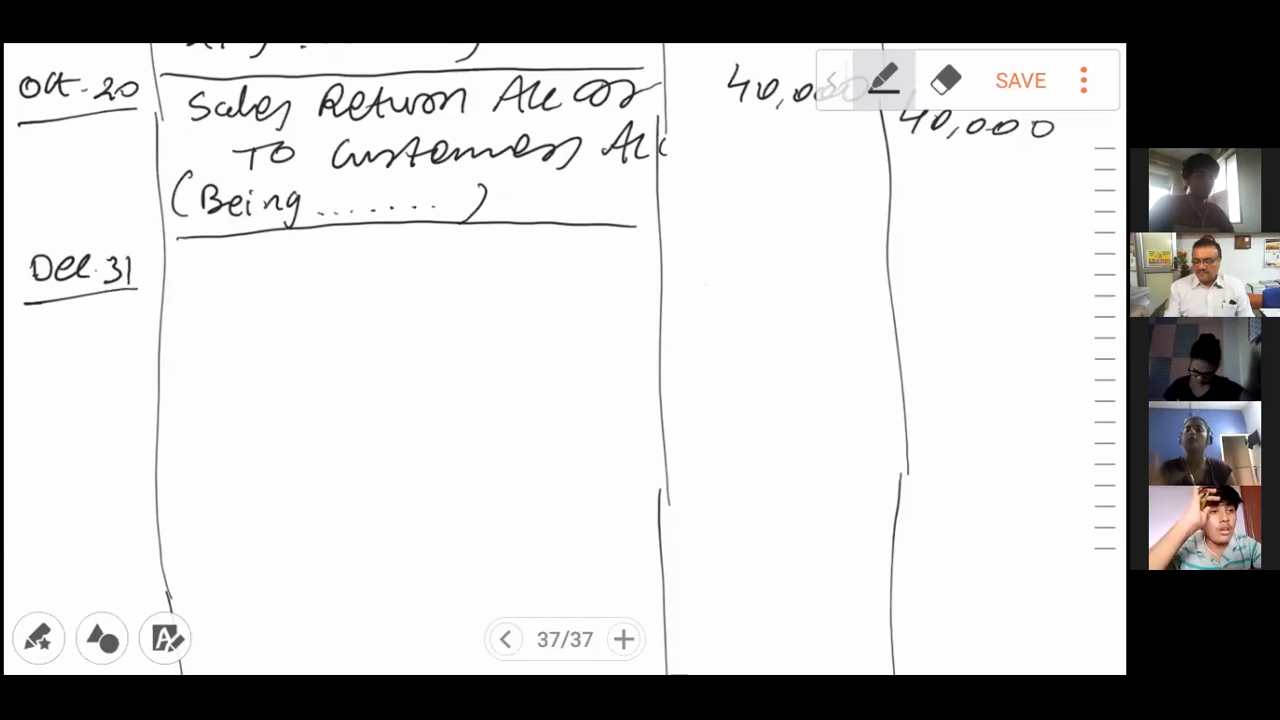 Oct. 20
Sales Return A/c Dr
40,000
To Customers A/c
40,000
(Being .......)
Dec. 31
SAVE
37/37